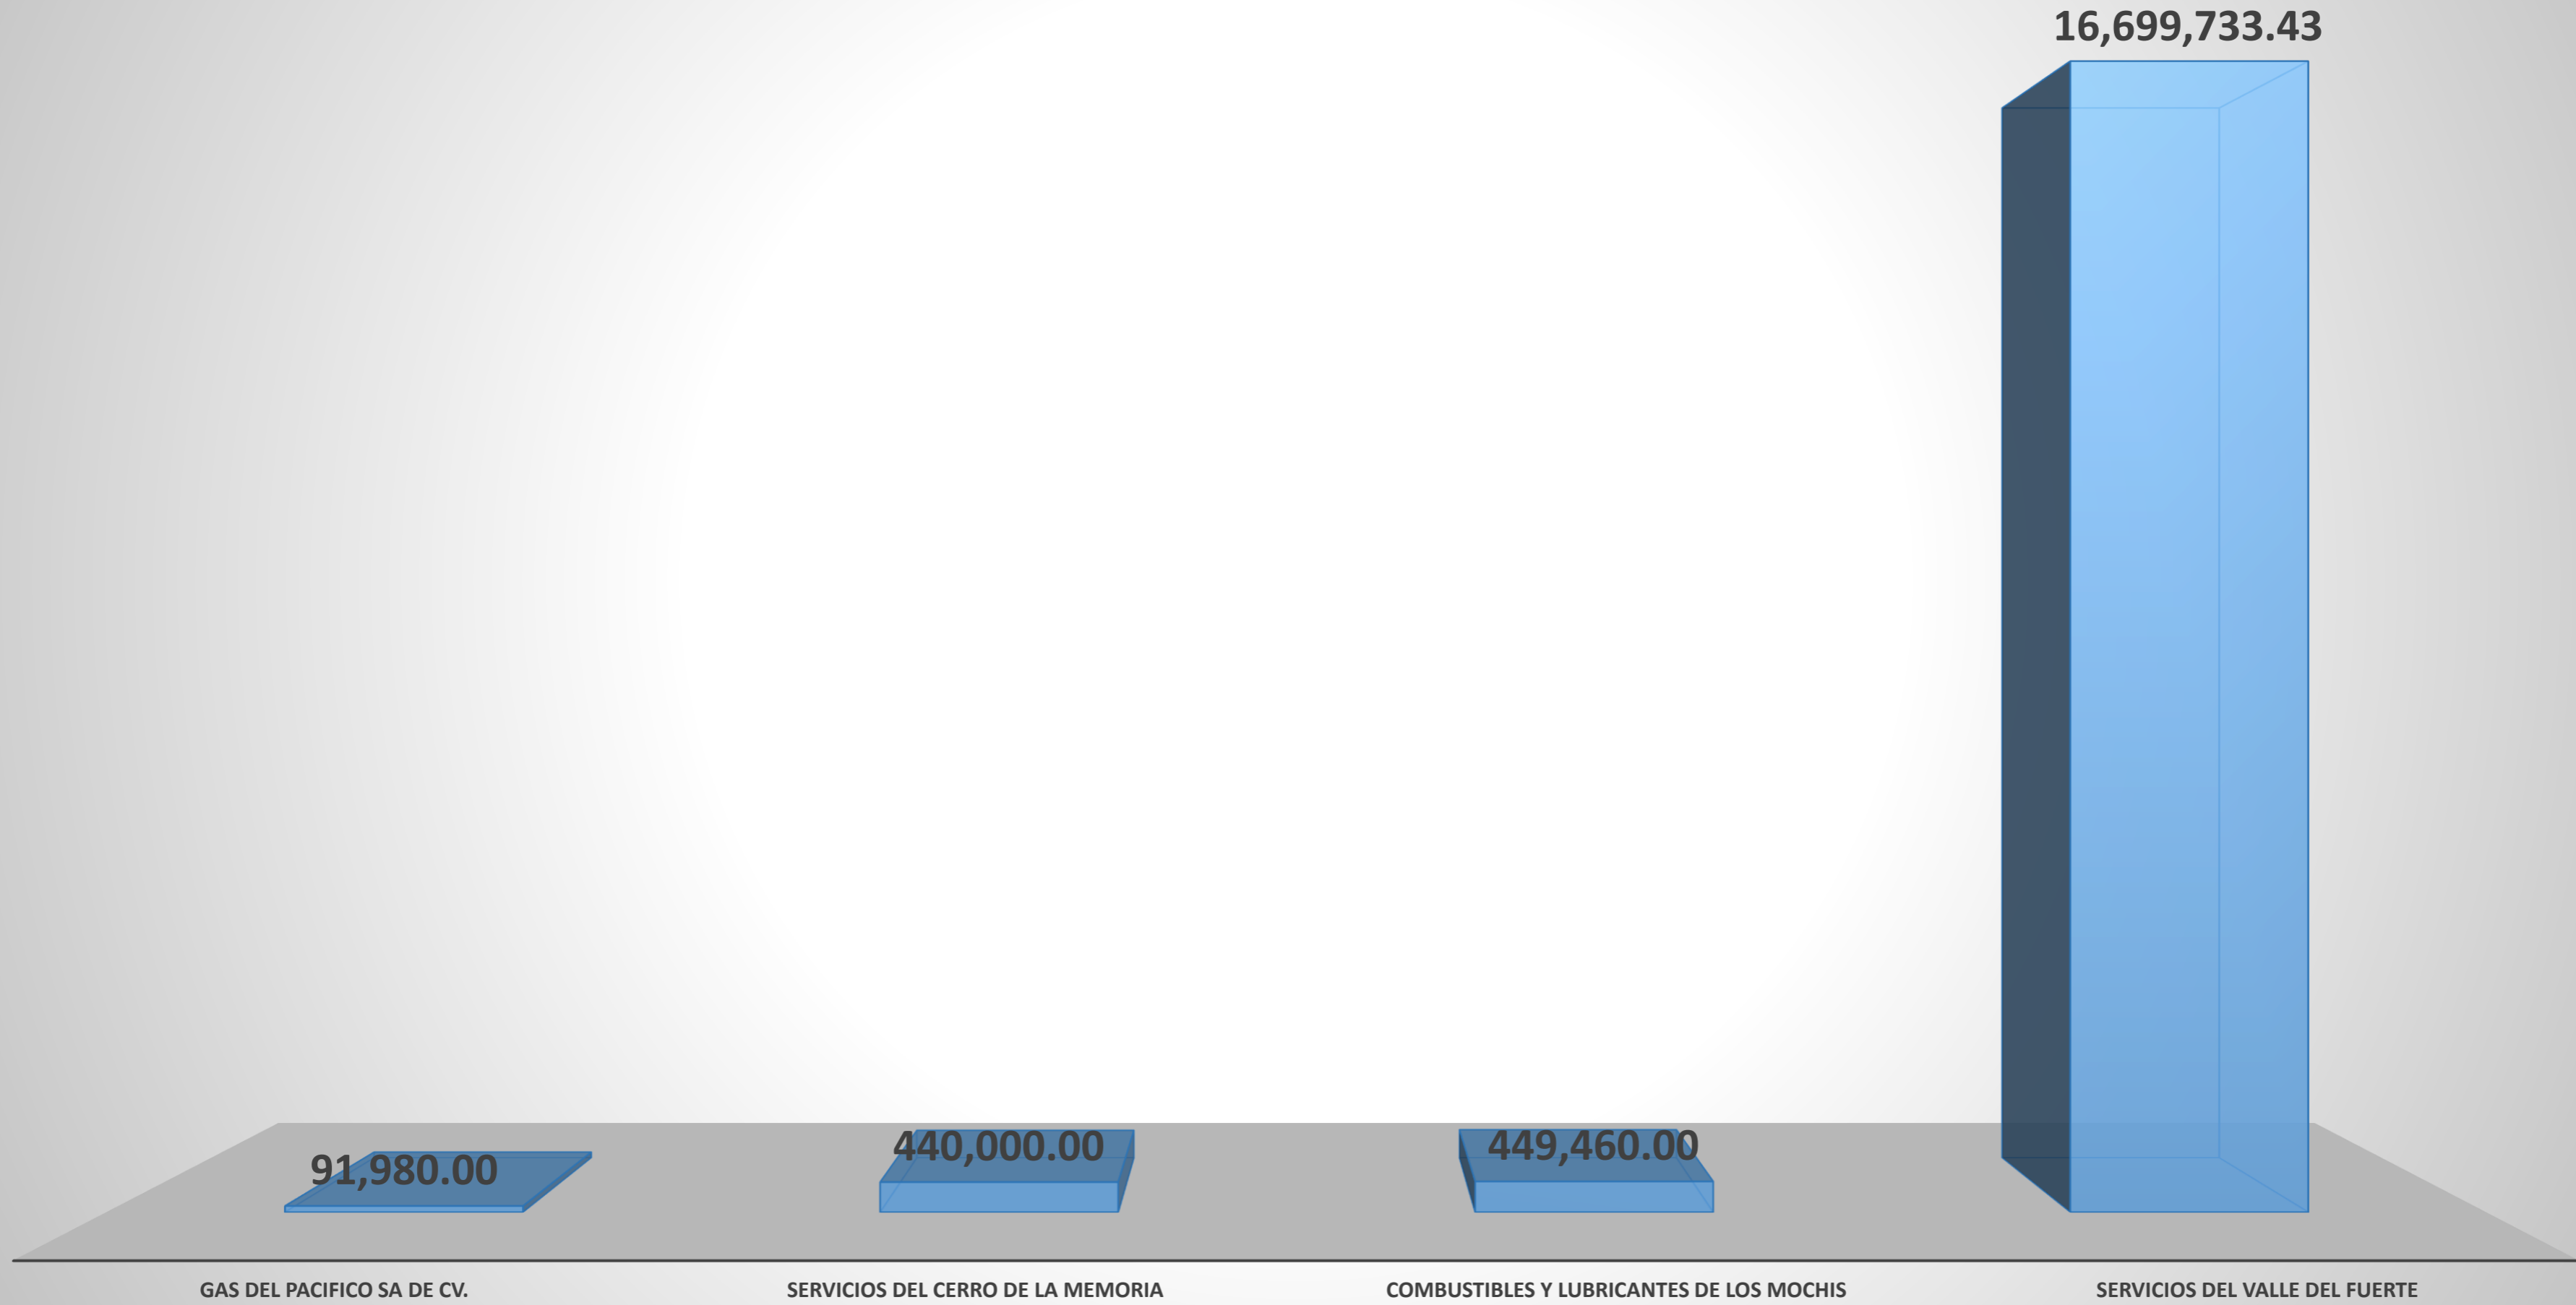 16,699,733.43
91,980.00
440,000.00
449,460.00
GAS DEL PACIFICO SA DE CV.
SERVICIOS DEL CERRO DE LA MEMORIA
COMBUSTIBLES Y LUBRICANTES DE LOS MOCHIS
SERVICIOS DEL VALLE DEL FUERTE